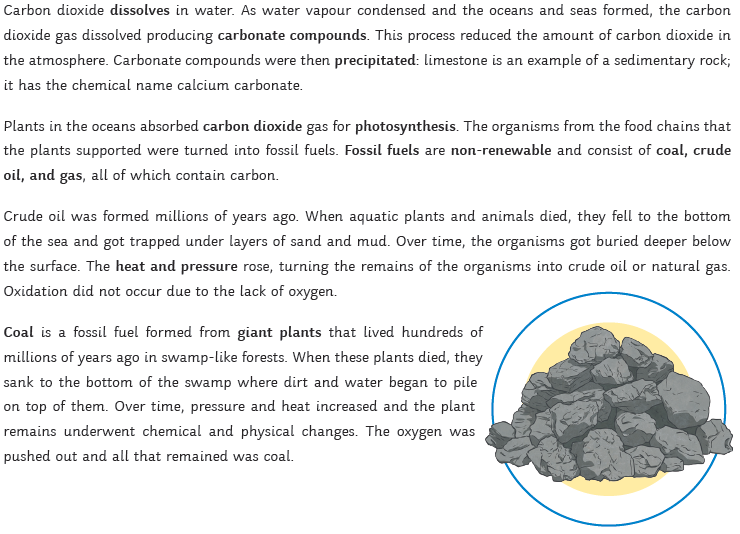 Carbon dioxide dissolves in water. As water vapour condensed and the oceans and seas formed, the carbon
dioxide gas dissolved producing carbonate compounds. This process reduced the amount of carbon dioxide in
the atmosphere. Carbonate compounds were then precipitated: limestone is an example of a sedimentary rock;
it has the chemical name calcium carbonate.
Plants in the oceans absorbed carbon dioxide gas for photosynthesis. The organisms from the food chains that
the plants supported were turned into fossil fuels. Fossil fuels are non-renewable and consist of coal, crude
oil, and gas, all of which contain carbon.
Crude oil was formed millions of years ago. When aquatic plants and animals died, they fell to the bottom
of the sea and got trapped under layers of sand and mud. Over time, the organisms got buried deeper below
the surface. The heat and pressure rose, turning the remains of the organisms into crude oil or natural gas.
Oxidation did not occur due to the lack of oxygen.
Coal is a fossil fuel formed from giant plants that lived hundreds of
millions of years ago in swamp-like forests. When these plants died, they
sank to the bottom of the swamp where dirt and water began to pile
on top of them. Over time, pressure and heat increased and the plant
remains underwent chemical and physical changes. The oxygen was
pushed out and all that remained was coal.